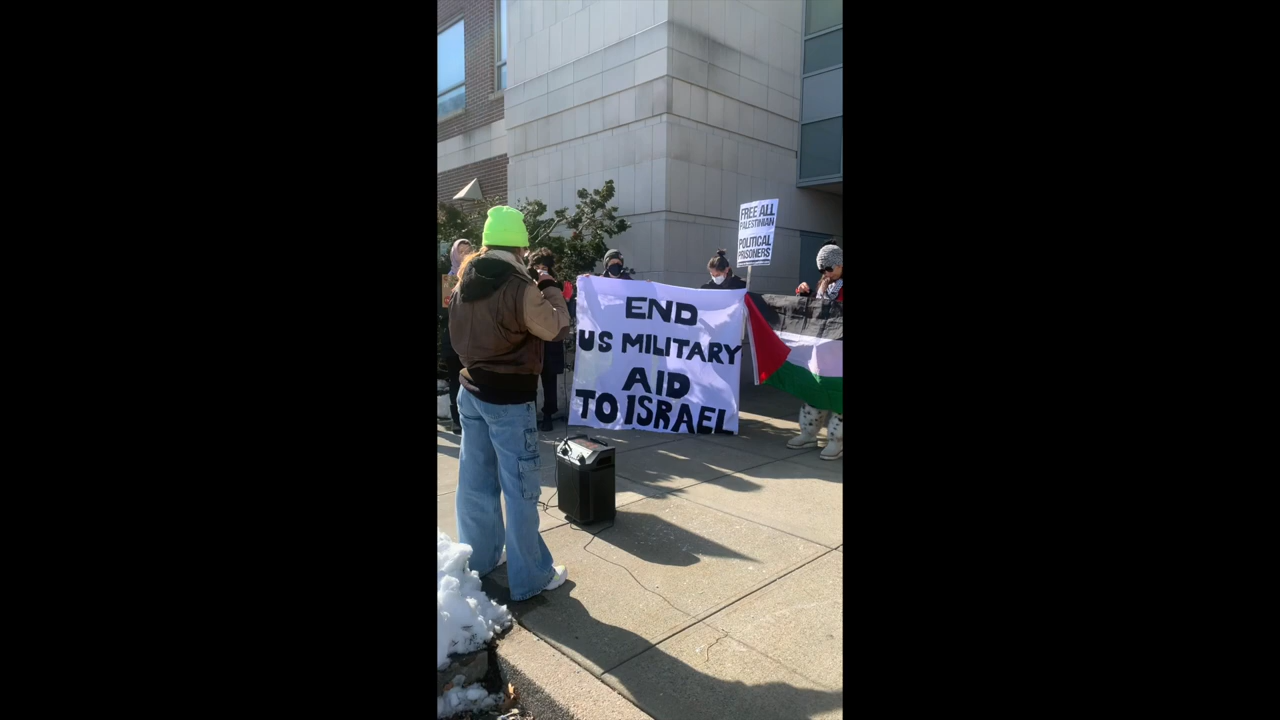 FREE ALL
PALESTINIAN
POLITICAL
PRISONERS
END
US MILITARY
AID
TO ISRAEL